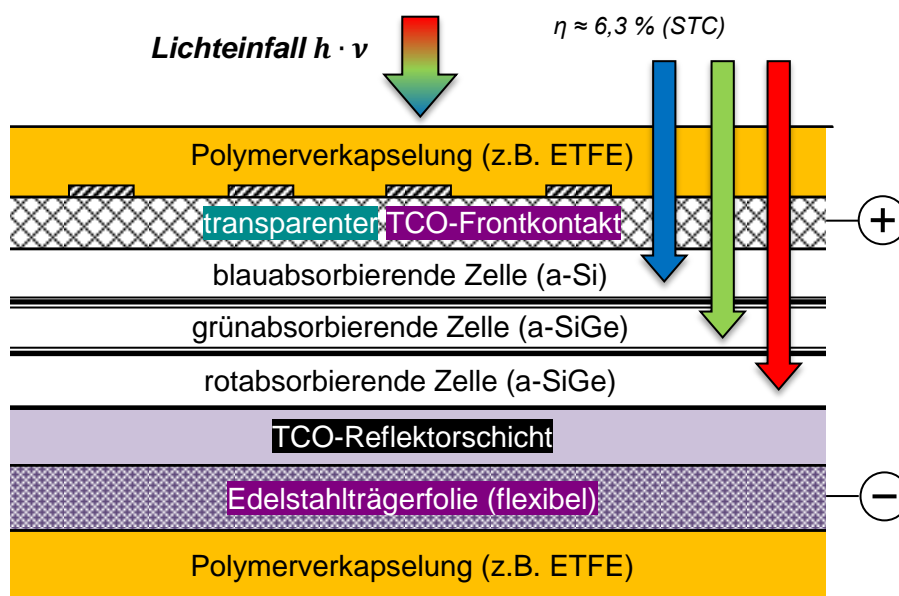 Lichteinfall h · ν
η ≈ 6,3 % (STC)
Polymerverkapselung (z.B. ETFE)
transparenter TCO-Frontkontakt
+
blauabsorbierende Zelle (a-Si)
grünabsorbierende Zelle (a-SiGe)
rotabsorbierende Zelle (a-SiGe)
TCO-Reflektorschicht
Edelstahlträgerfolie (flexibel)
−
Polymerverkapselung (z.B. ETFE)